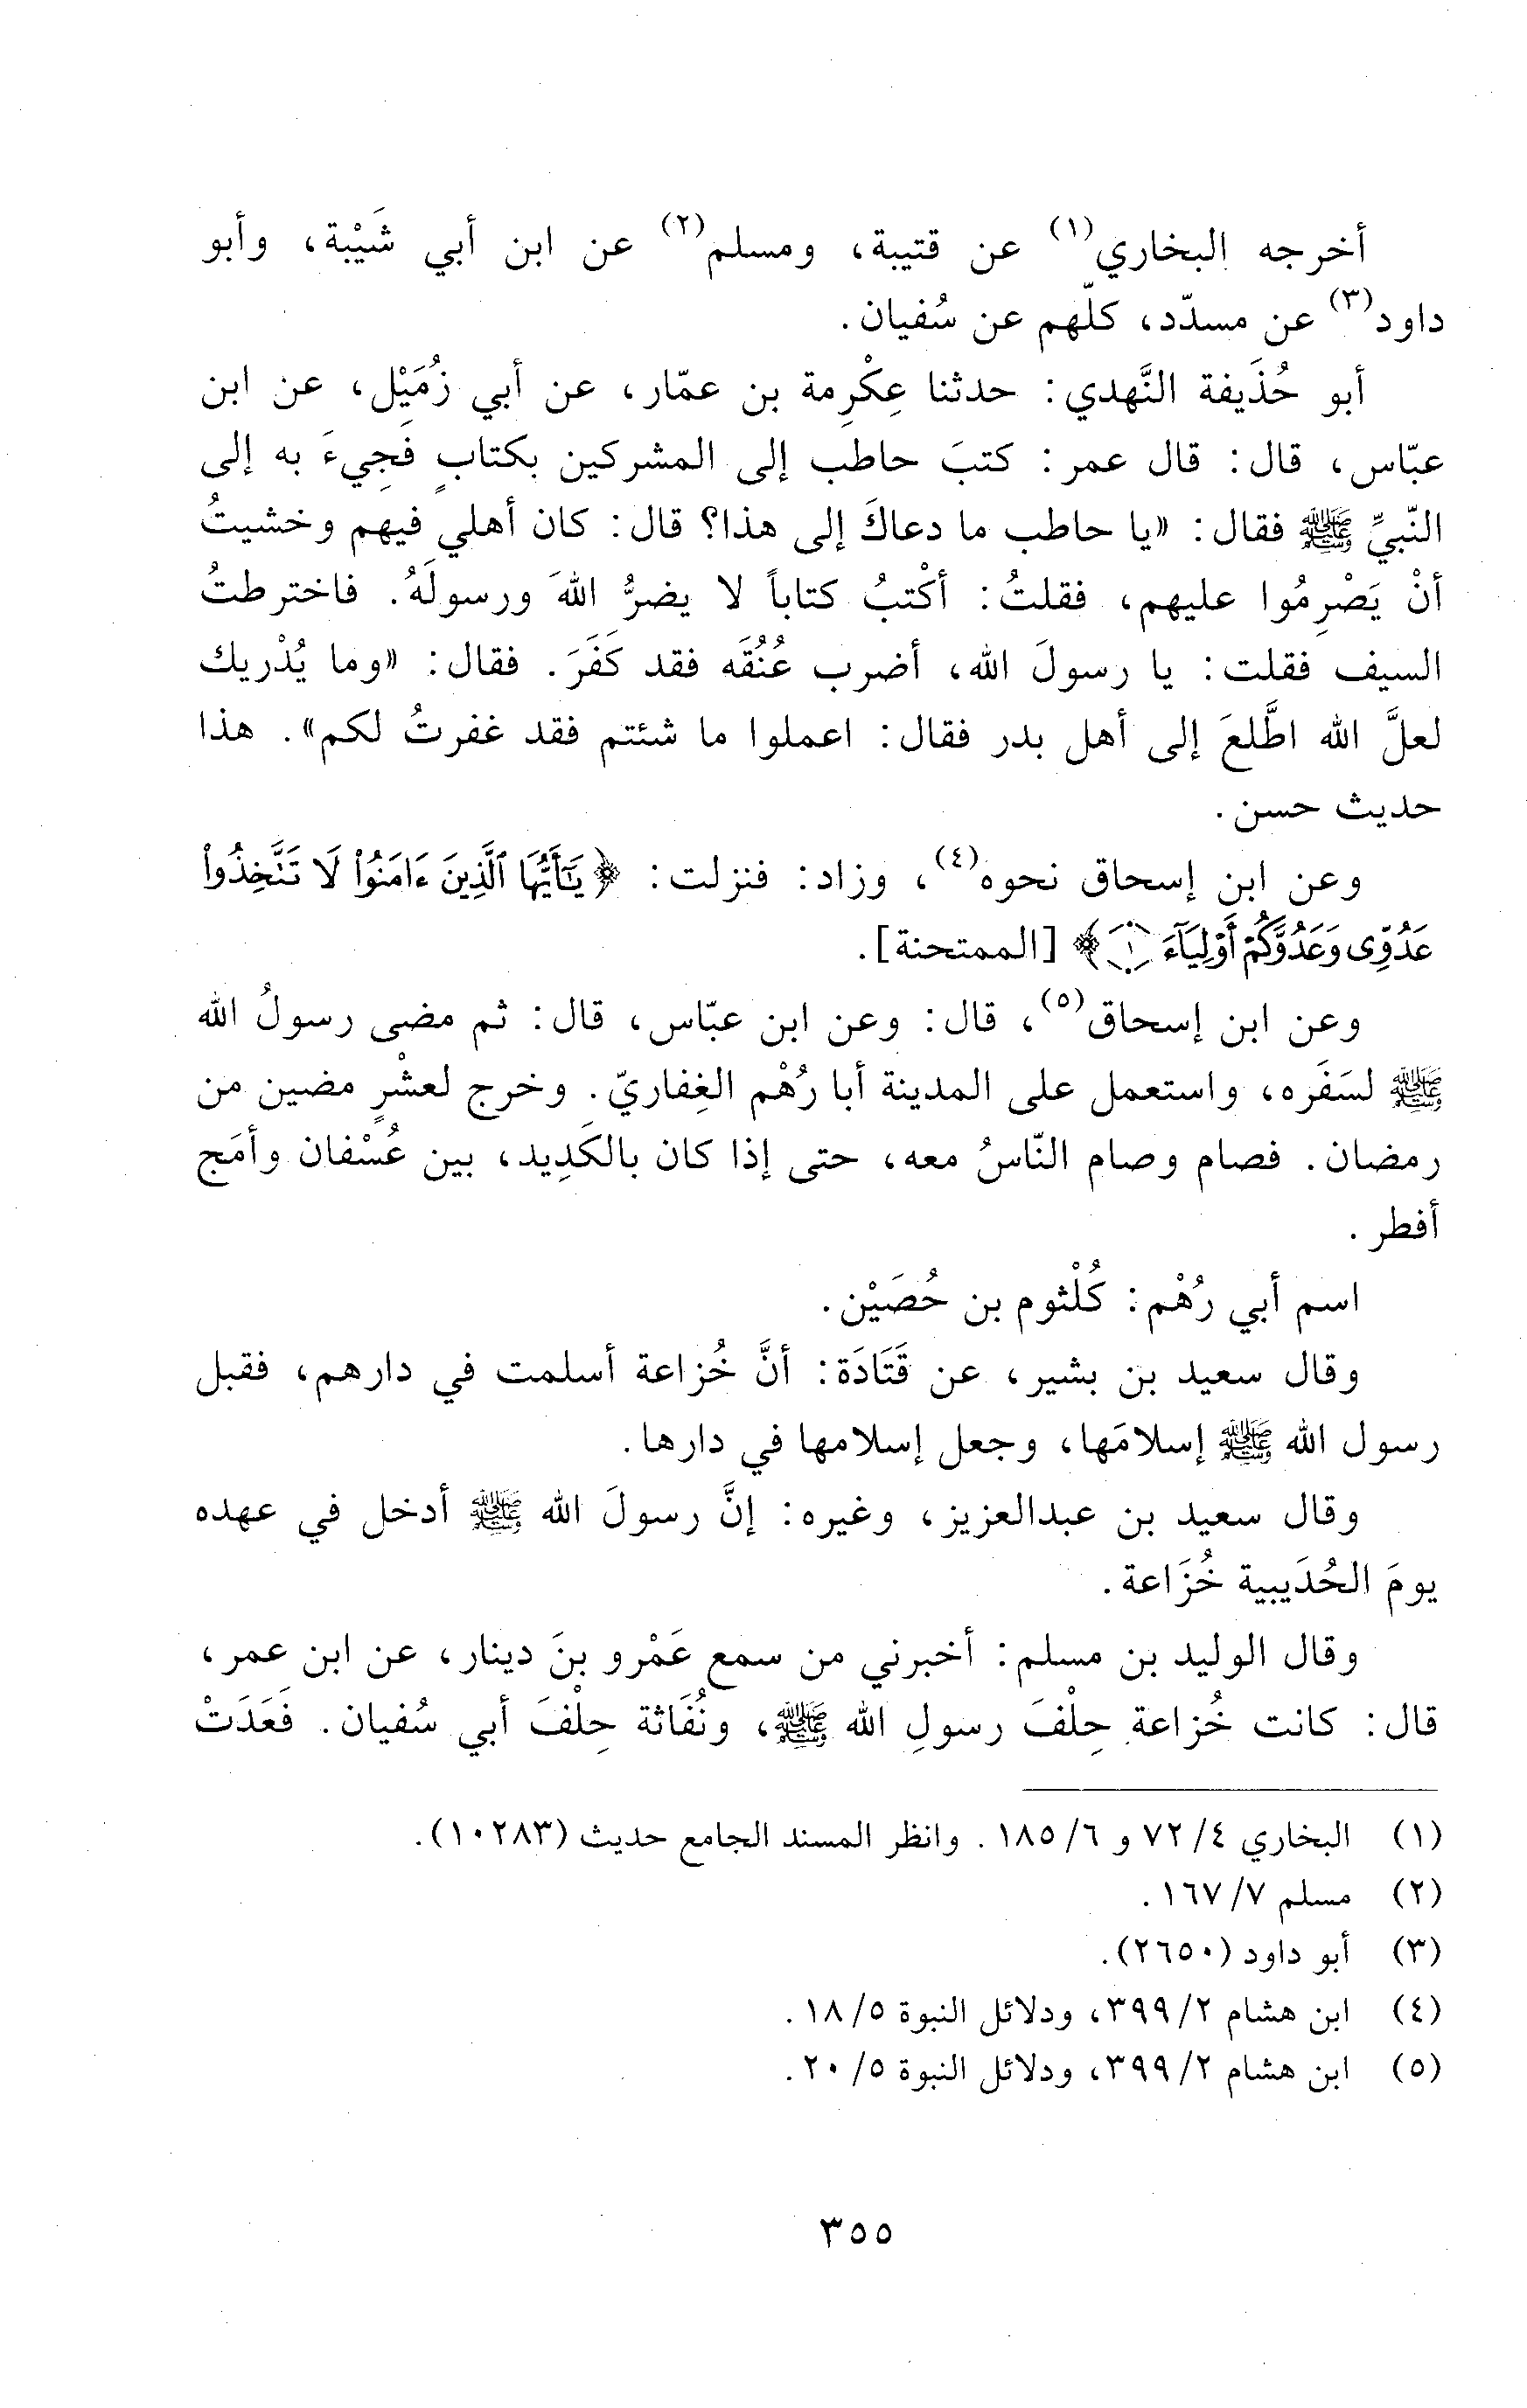 أخرجه البخاري(١) عن قتيبة، ومسلم(٢) عن ابن أبي شَيْبة، وأبو
داود(٣) عن مسدّد، كلّهم عن سُفيان.
أبو حُذَيفة النَّهدي: حدثنا عِكْرِمة بن عمّار، عن أبي زُمَيْل، عن ابن
عبّاس، قال: قال عمر: كتبَ حاطب إلى المشركين بكتابٍ فَجِيءَ به إلى
النّبيِّ ﷺ فقال: «يا حاطب ما دعاكَ إلى هذا؟ قال: كان أهلي فيهم وخشيتُ
أنْ يَصْرِمُوا عليهم، فقلتُ: أكْتبُ كتاباً لا يضرُّ اللهَ ورسولَهُ. فاخترطتُ
السيف فقلت: يا رسولَ الله، أضرب عُنُقَه فقد كَفَرَ. فقال: «وما يُدْريك
لعلَّ الله اطَّلعَ إلى أهل بدر فقال: اعملوا ما شئتم فقد غفرتُ لكم». هذا
حديث حسن.
وعن ابن إسحاق نحوه(٤)، وزاد: فنزلت: ﴿يَٰٓأَيُّهَا ٱلَّذِينَ ءَامَنُوا۟ لَا تَتَّخِذُوا۟
عَدُوِّى وَعَدُوَّكُمْ أَوْلِيَآءَ ۝١﴾ [الممتحنة].
وعن ابن إسحاق(٥)، قال: وعن ابن عبّاس، قال: ثم مضى رسولُ الله
ﷺ لسَفَره، واستعمل على المدينة أبا رُهْم الغِفاريّ. وخرج لعشْرٍ مضين من
رمضان. فصام وصام النّاسُ معه، حتى إذا كان بالكَدِيد، بين عُسْفان وأمَج
أفطر.
اسم أبي رُهْم: كُلْثوم بن حُصَيْن.
وقال سعيد بن بشير، عن قَتَادَة: أنَّ خُزاعة أسلمت في دارهم، فقبل
رسول الله ﷺ إسلامَها، وجعل إسلامها في دارها.
وقال سعيد بن عبدالعزيز، وغيره: إنَّ رسولَ الله ﷺ أدخل في عهده
يومَ الحُدَيبية خُزَاعة.
وقال الوليد بن مسلم: أخبرني من سمع عَمْرو بنَ دينار، عن ابن عمر،
قال: كانت خُزاعة حِلْفَ رسولِ الله ﷺ، ونُفَاثة حِلْفَ أبي سُفيان. فَعَدَتْ
(١) البخاري ٤/ ٧٢ و ٦/ ١٨٥. وانظر المسند الجامع حديث (١٠٢٨٣).
(٢) مسلم ٧/ ١٦٧.
(٣) أبو داود (٢٦٥٠).
(٤) ابن هشام ٢/ ٣٩٩، ودلائل النبوة ٥/ ١٨.
(٥) ابن هشام ٢/ ٣٩٩، ودلائل النبوة ٥/ ٢٠.
٣٥٥